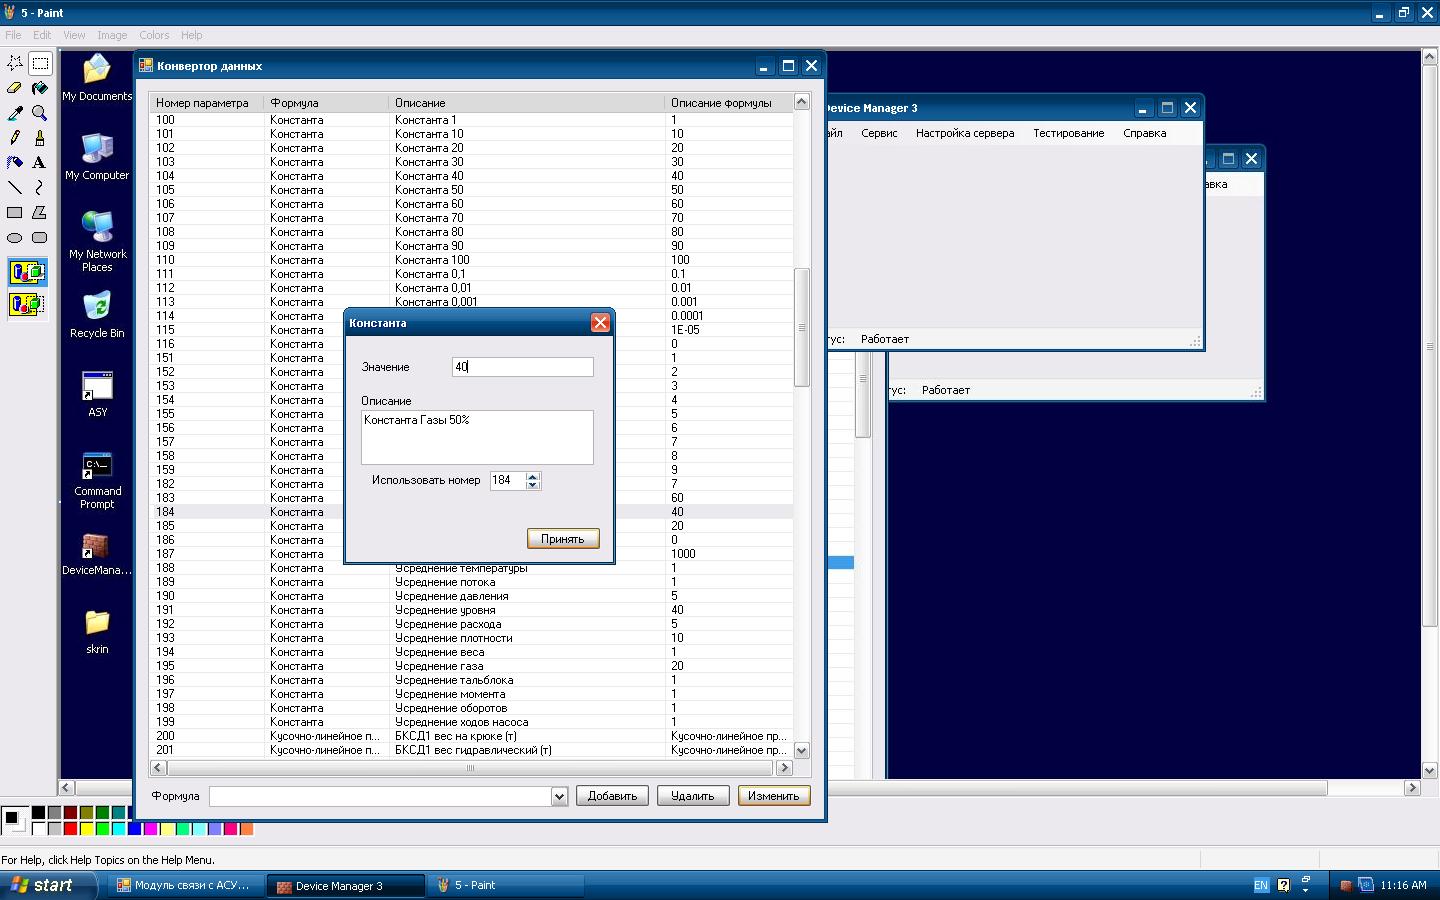 5 - Paint
File Edit View Image Colors Help
My Documents
My Computer
My Network
Places
Recycle Bin
ASY
C:\_
Command
Prompt
DeviceMana...
skrin
Конвертор данных
Номер параметра Формула Описание Описание формулы
100 Константа Константа 1 1
101 Константа Константа 10 10
102 Константа Константа 20 20
103 Константа Константа 30 30
104 Константа Константа 40 40
105 Константа Константа 50 50
106 Константа Константа 60 60
107 Константа Константа 70 70
108 Константа Константа 80 80
109 Константа Константа 90 90
110 Константа Константа 100 100
111 Константа Константа 0,1 0.1
112 Константа Константа 0,01 0.01
113 Константа Константа 0,001 0.001
114 Константа 0.0001
115 Константа 1E-05
116 Константа 0
151 Константа 1
152 Константа 2
153 Константа 3
154 Константа 4
155 Константа 5
156 Константа 6
157 Константа 7
158 Константа 8
159 Константа 9
182 Константа 7
183 Константа 60
184 Константа 40
185 Константа 20
186 Константа 0
187 Константа 1000
188 Константа Усреднение температуры 1
189 Константа Усреднение потока 1
190 Константа Усреднение давления 5
191 Константа Усреднение уровня 40
192 Константа Усреднение расхода 5
193 Константа Усреднение плотности 10
194 Константа Усреднение веса 1
195 Константа Усреднение газа 20
196 Константа Усреднение тальблока 1
197 Константа Усреднение момента 1
198 Константа Усреднение оборотов 1
199 Константа Усреднение ходов насоса 1
200 Кусочно-линейное п... БКСД1 вес на крюке (т) Кусочно-линейное пр...
201 Кусочно-линейное п... БКСД1 вес гидравлический (т) Кусочно-линейное пр...
Формула Добавить Удалить Изменить
Константа
Значение 40
Описание
Константа Газы 50%
Использовать номер 184
Принять
Device Manager 3
айл Сервис Настройка сервера Тестирование Справка
тус: Работает
авка
тус: Работает
For Help, click Help Topics on the Help Menu.
start Модуль связи с АСУ... Device Manager 3 5 - Paint EN 11:16 AM